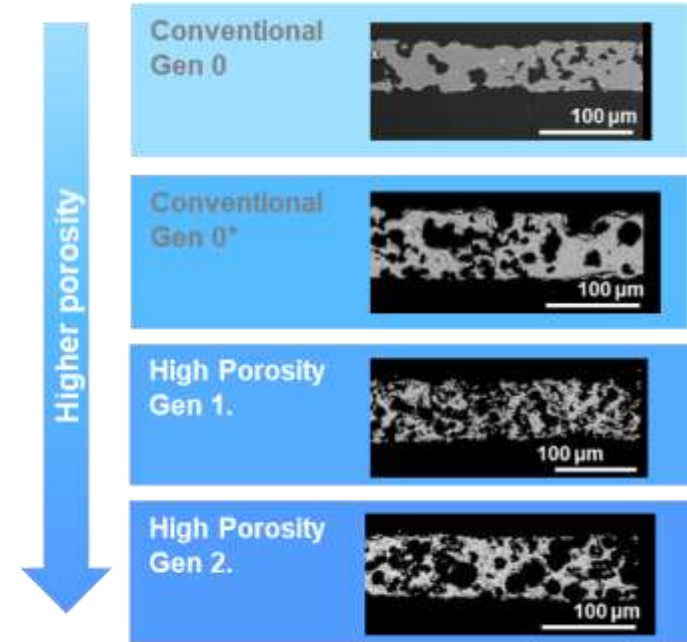 Higher porosity
Conventional
Gen 0
100 µm
Conventional
Gen 0*
100 µm
High Porosity
Gen 1.
100 µm
High Porosity
Gen 2.
100 µm